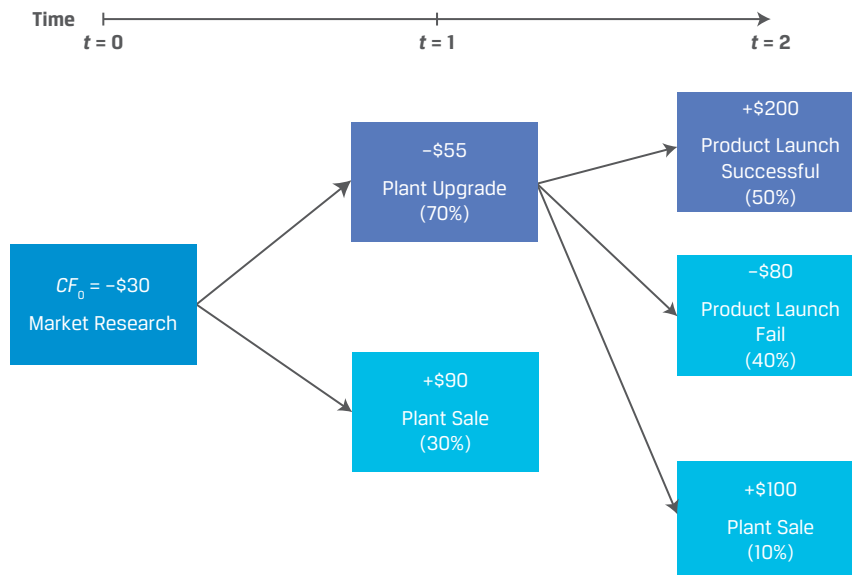 Time
t = 0
t = 1
t = 2
CF0 = –$30
Market Research
–$55
Plant Upgrade
(70%)
+$90
Plant Sale
(30%)
+$200
Product Launch
Successful
(50%)
–$80
Product Launch
Fail
(40%)
+$100
Plant Sale
(10%)